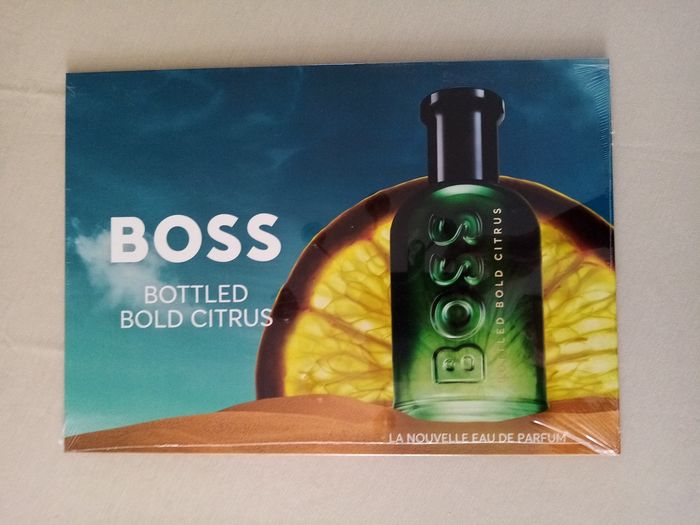 BOSS
BOTTLED
BOLD CITRUS
BOSS
BOTTLED BOLD CITRUS
LA NOUVELLE EAU DE PARFUM